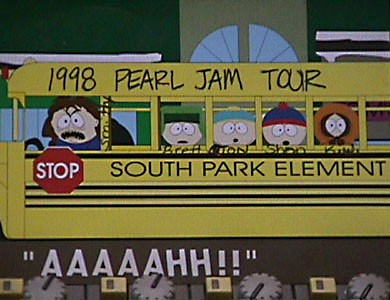 1998 PEARL JAM TOUR
STOP
SOUTH PARK ELEMENT
"AAAAAHH!!"